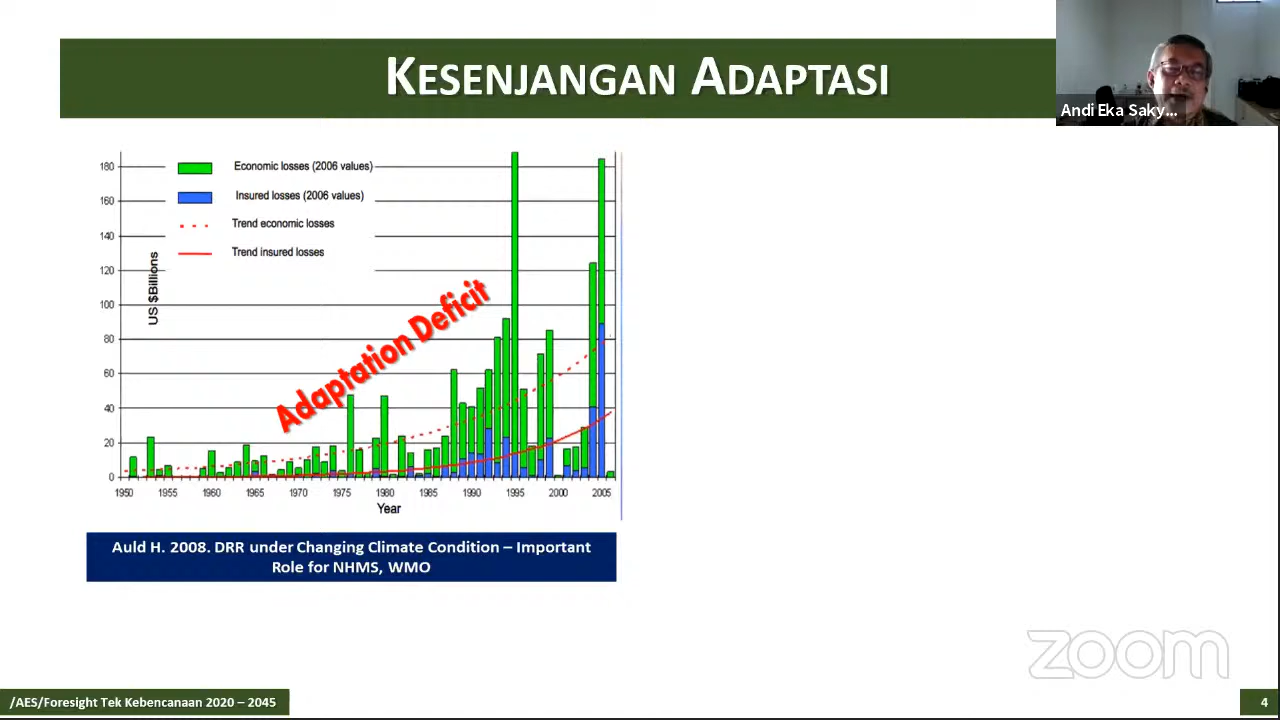 KESENJANGAN ADAPTASI
Andi Eka Saky...
180
160
140
120
100
80
60
40
20
0
US $Billions
Economic losses (2006 values)
Insured losses (2006 values)
Trend economic losses
Trend insured losses
Adaptation Deficit
1950 1955 1960 1965 1970 1975 1980 1985 1990 1995 2000 2005
Year
Auld H. 2008. DRR under Changing Climate Condition – Important
Role for NHMS, WMO
zoom
/AES/Foresight Tek Kebencanaan 2020 – 2045
4